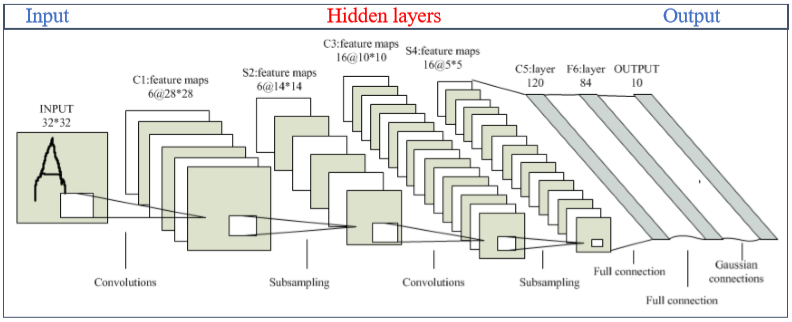 Input Hidden layers Output
C3:feature maps
16@10*10
S4:feature maps
16@5*5
S2:feature maps
6@14*14
C1:feature maps
6@28*28
C5:layer
120
F6:layer
84
OUTPUT
10
INPUT
32*32
A
Convolutions
Subsampling
Convolutions
Subsampling
Full connection
Full connection
Gaussian
connections